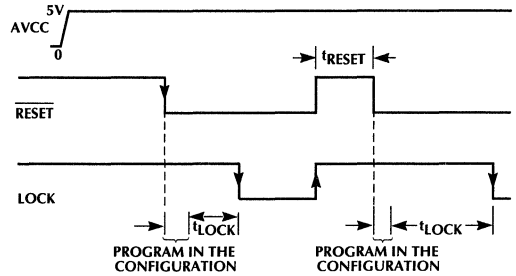 5V
AVCC
0
tRESET
RESET
LOCK
tLOCK
tLOCK
PROGRAM IN THE
CONFIGURATION
PROGRAM IN THE
CONFIGURATION